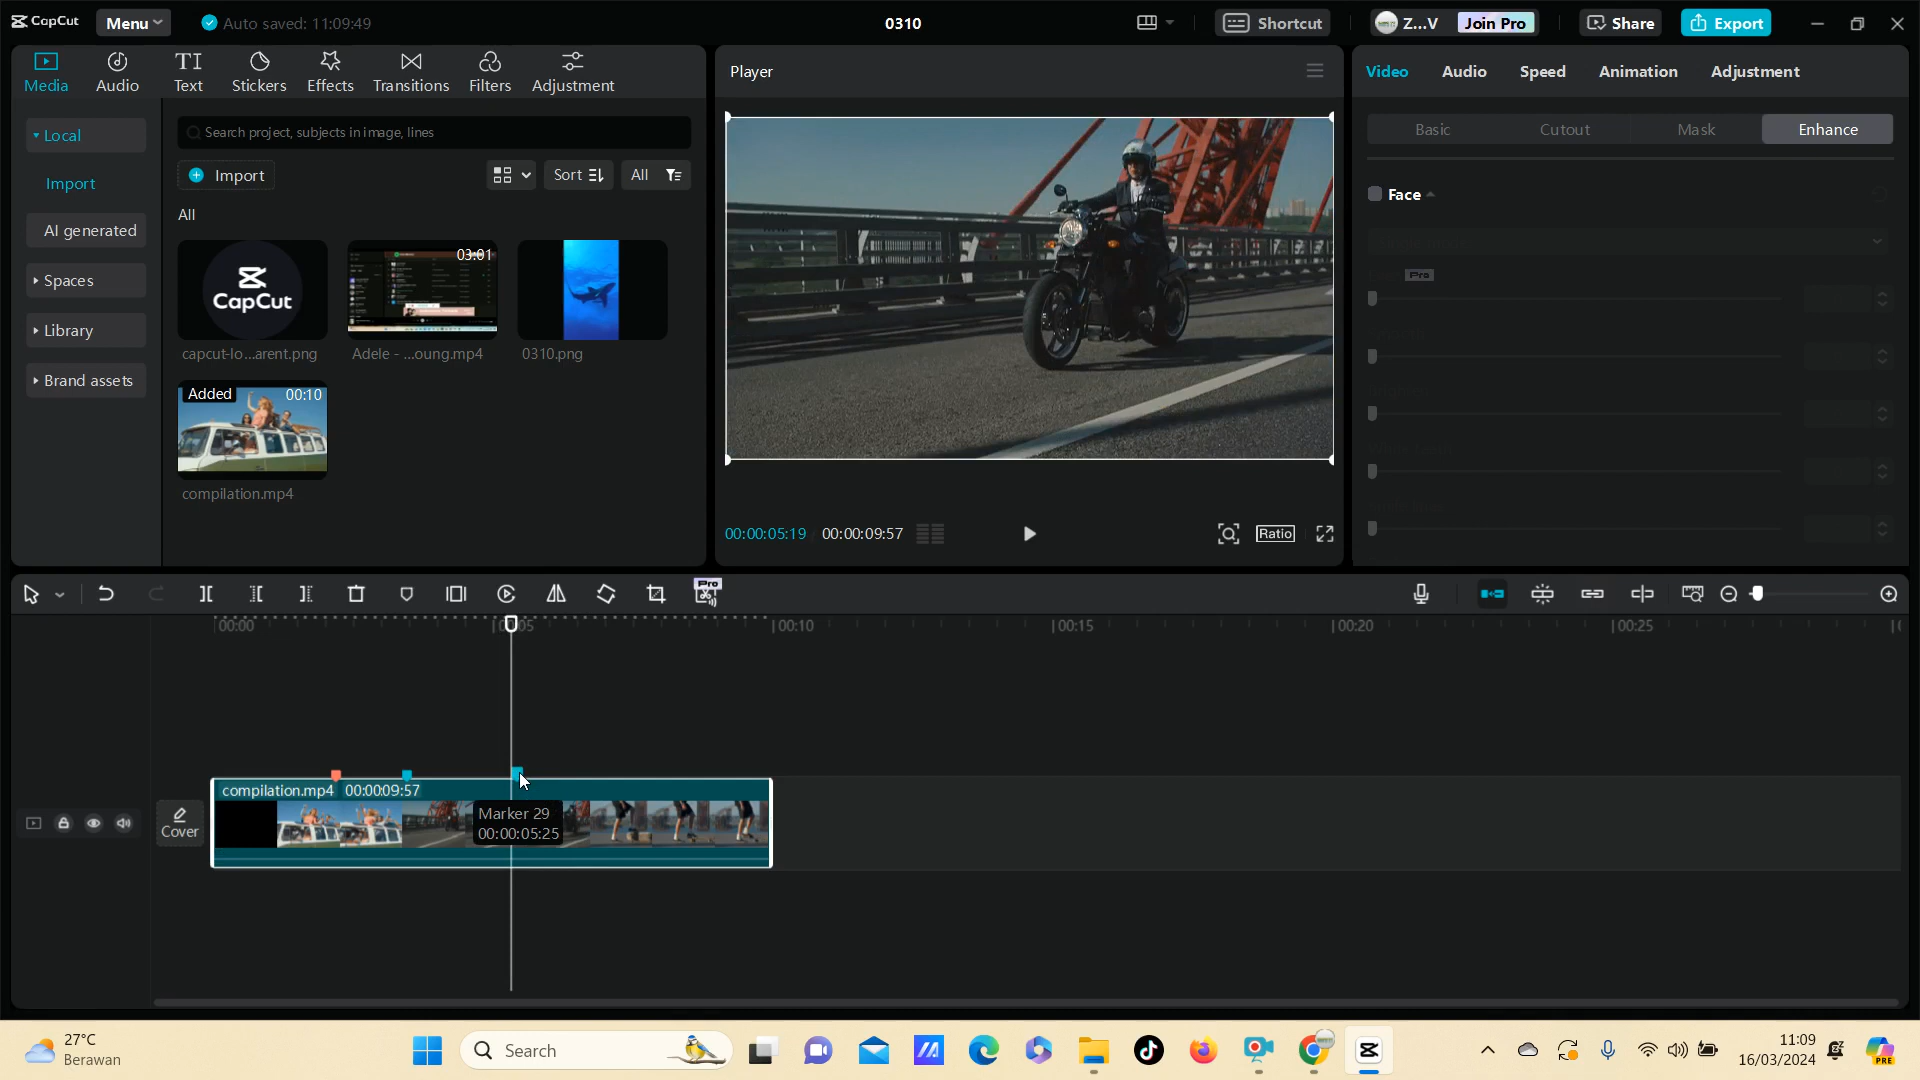 CapCut
Menu
Auto saved: 11:09:49
0310
Shortcut
Z...V
Join Pro
Share
Export
Media
Audio
Text
Stickers
Effects
Transitions
Filters
Adjustment
Local
Import
AI generated
Spaces
Library
Brand assets
Search project, subjects in image, lines
Import
Sort
All
All
CapCut
capcut-lo...arent.png
03:01
Adele - ...oung.mp4
0310.png
Added
00:10
compilation.mp4
Player
00:00:05:19
00:00:09:57
Ratio
Video
Audio
Speed
Animation
Adjustment
Basic
Cutout
Mask
Enhance
Face
Pro
Pro
00:00
00:10
00:15
00:20
00:25
Cover
compilation.mp4 00:00:09:57
Marker 29
00:00:05:25
27°C
Berawan
Search
11:09
16/03/2024
PRE